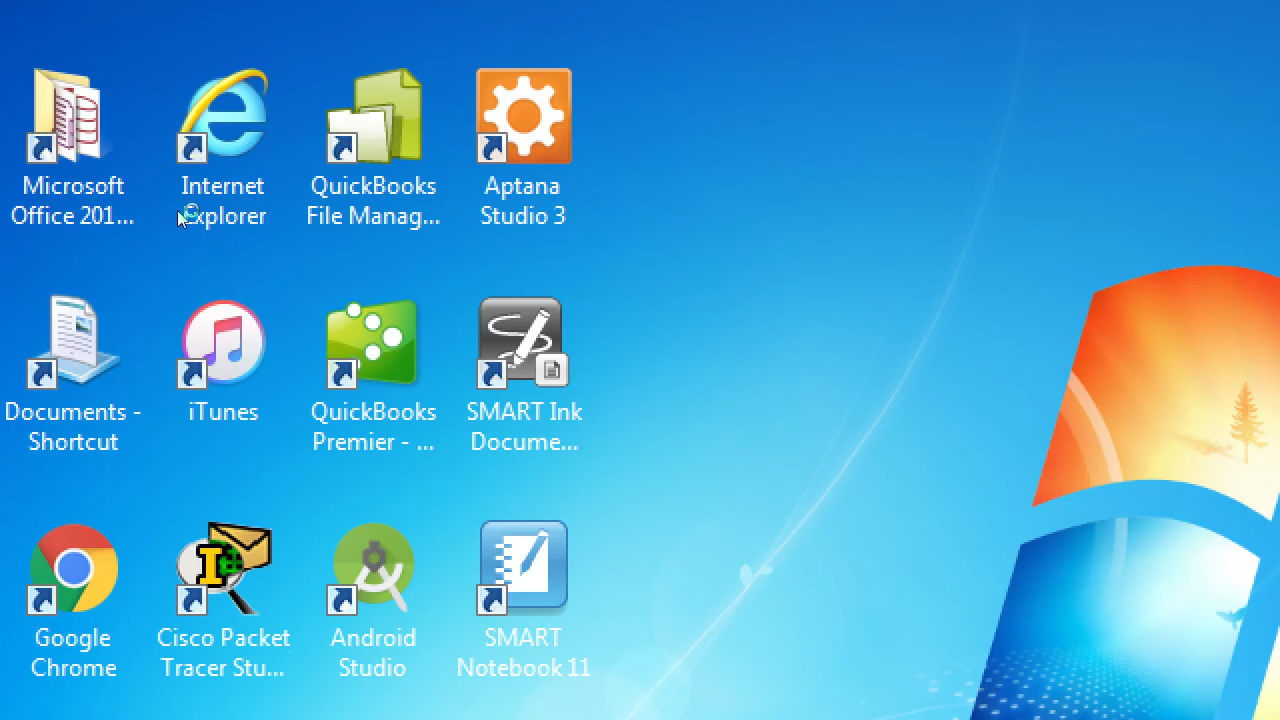 Microsoft
Office 201...
Internet
Explorer
QuickBooks
File Manag...
Aptana
Studio 3
Documents -
Shortcut
iTunes
QuickBooks
Premier - ...
SMART Ink
Docume...
Google
Chrome
Cisco Packet
Tracer Stu...
Android
Studio
SMART
Notebook 11